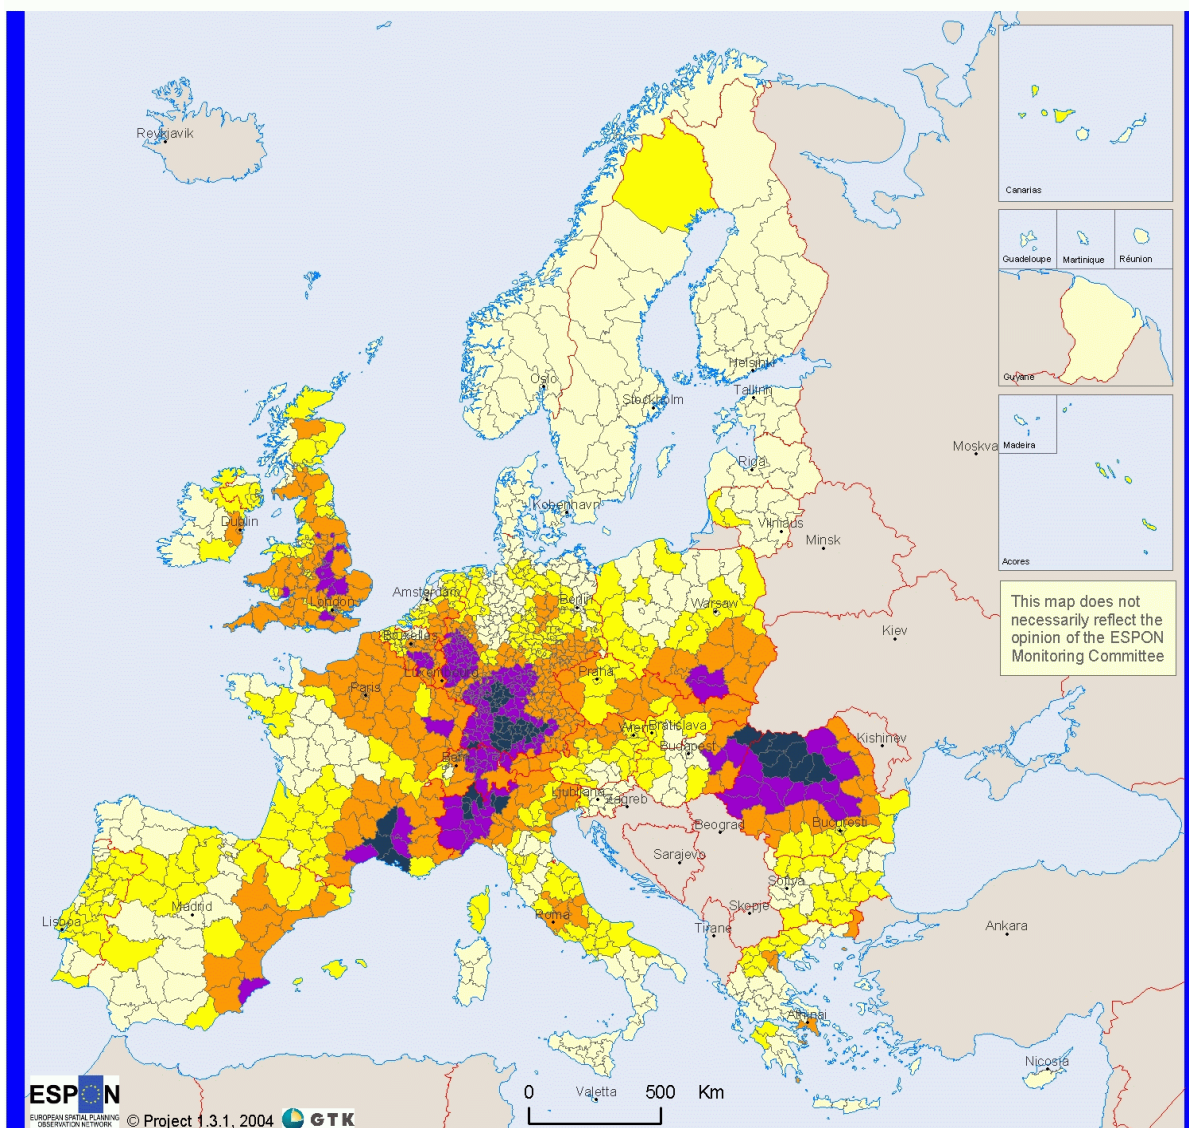 Reykjavik
Canarias
Guadeloupe
Martinique
Réunion
Guyane
Helsinki
Oslo
Tallinn
Stockholm
Madeira
Moskva
Riga
København
Dublin
Vilniaus
Minsk
Acores
Amsterdam
Berlin
London
Warsaw
This map does not
necessarily reflect the
opinion of the ESPON
Monitoring Committee
Kiev
Bruxelles
Luxembourg
Praha
Paris
Wien
Bratislava
Kishinev
Budapest
Bern
Ljubljana
Zagreb
Beograd
Bucuresti
Sarajevo
Sofiya
Madrid
Skopje
Lisboa
Roma
Tirane
Ankara
Athinai
Nicosia
Valetta
0 500 Km
ESPON
EUROPEAN SPATIAL PLANNING
OBSERVATION NETWORK
© Project 1.3.1, 2004
GTK